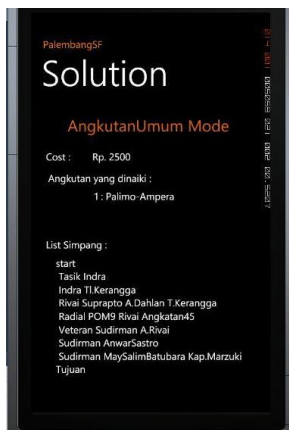 PalembangSF
Solution
AngkutanUmum Mode
Cost : Rp. 2500
Angkutan yang dinaiki :
1 : Palimo-Ampera
List Simpang :
start
Tasik Indra
Indra Tl.Kerangga
Rivai Suprapto A.Dahlan T.Kerangga
Radial POM9 Rivai Angkatan45
Veteran Sudirman A.Rivai
Sudirman AnwarSastro
Sudirman MaySalimBatubara Kap.Marzuki
Tujuan